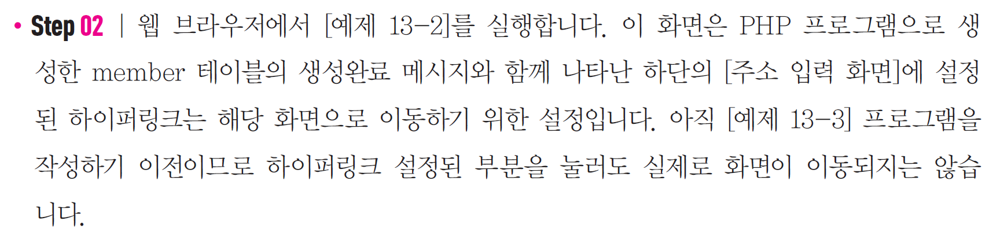 • Step 02 | 웹 브라우저에서 [예제 13-2]를 실행합니다. 이 화면은 PHP 프로그램으로 생
성한 member 테이블의 생성완료 메시지와 함께 나타난 하단의 [주소 입력 화면]에 설정
된 하이퍼링크는 해당 화면으로 이동하기 위한 설정입니다. 아직 [예제 13-3] 프로그램을
작성하기 이전이므로 하이퍼링크 설정된 부분을 눌러도 실제로 화면이 이동되지는 않습
니다.